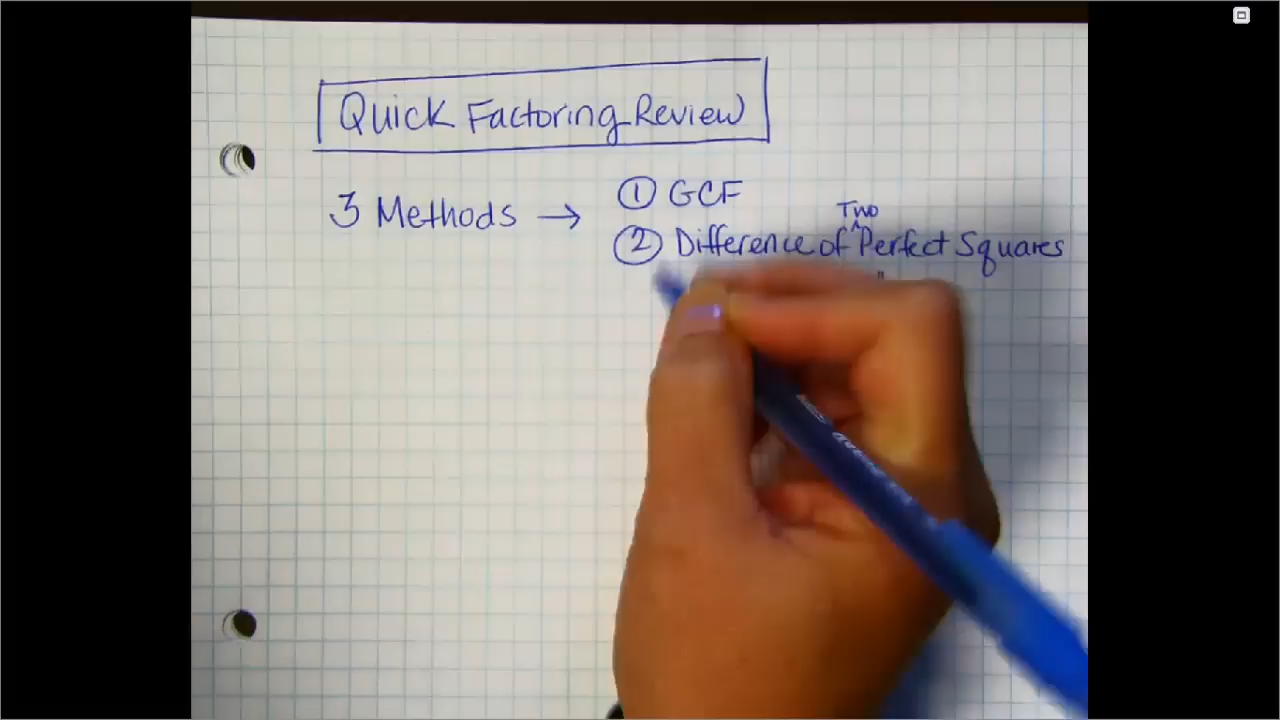 Quick Factoring Review
3 Methods → ① GCF
Two
② Difference of ^ Perfect Squares
"